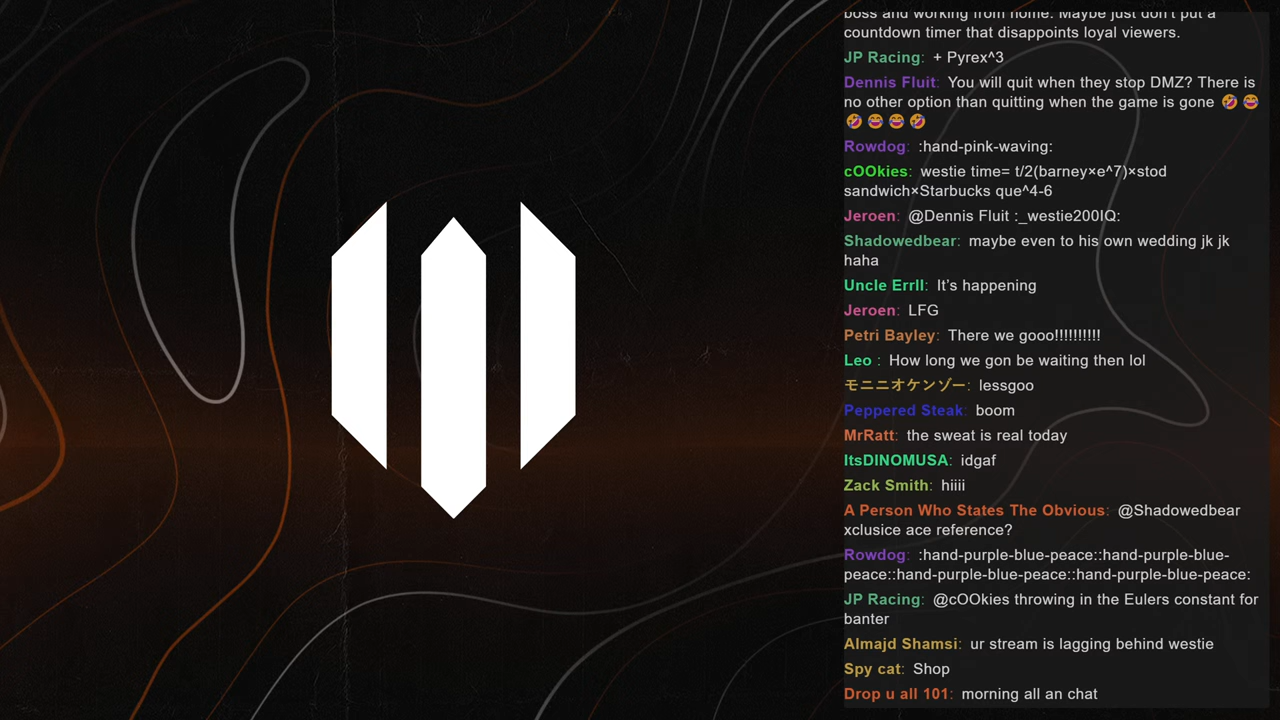 boss and working from home. Maybe just don't put a
countdown timer that disappoints loyal viewers.
JP Racing: + Pyrex^3
Dennis Fluit: You will quit when they stop DMZ? There is
no other option than quitting when the game is gone 🤣 😂
🤣 😂 😂 🤣
Rowdog: :hand-pink-waving:
cOOkies: westie time= t/2(barney×e^7)×stod
sandwich×Starbucks que^4-6
Jeroen: @Dennis Fluit :_westie200IQ:
Shadowedbear: maybe even to his own wedding jk jk
haha
Uncle Errll: It's happening
Jeroen: LFG
Petri Bayley: There we gooo!!!!!!!!!!
Leo : How long we gon be waiting then lol
モニニオケンゾー: lessgoo
Peppered Steak: boom
MrRatt: the sweat is real today
ItsDINOMUSA: idgaf
Zack Smith: hiiii
A Person Who States The Obvious: @Shadowedbear
xclusice ace reference?
Rowdog: :hand-purple-blue-peace::hand-purple-blue-
peace::hand-purple-blue-peace::hand-purple-blue-peace:
JP Racing: @cOOkies throwing in the Eulers constant for
banter
Almajd Shamsi: ur stream is lagging behind westie
Spy cat: Shop
Drop u all 101: morning all an chat